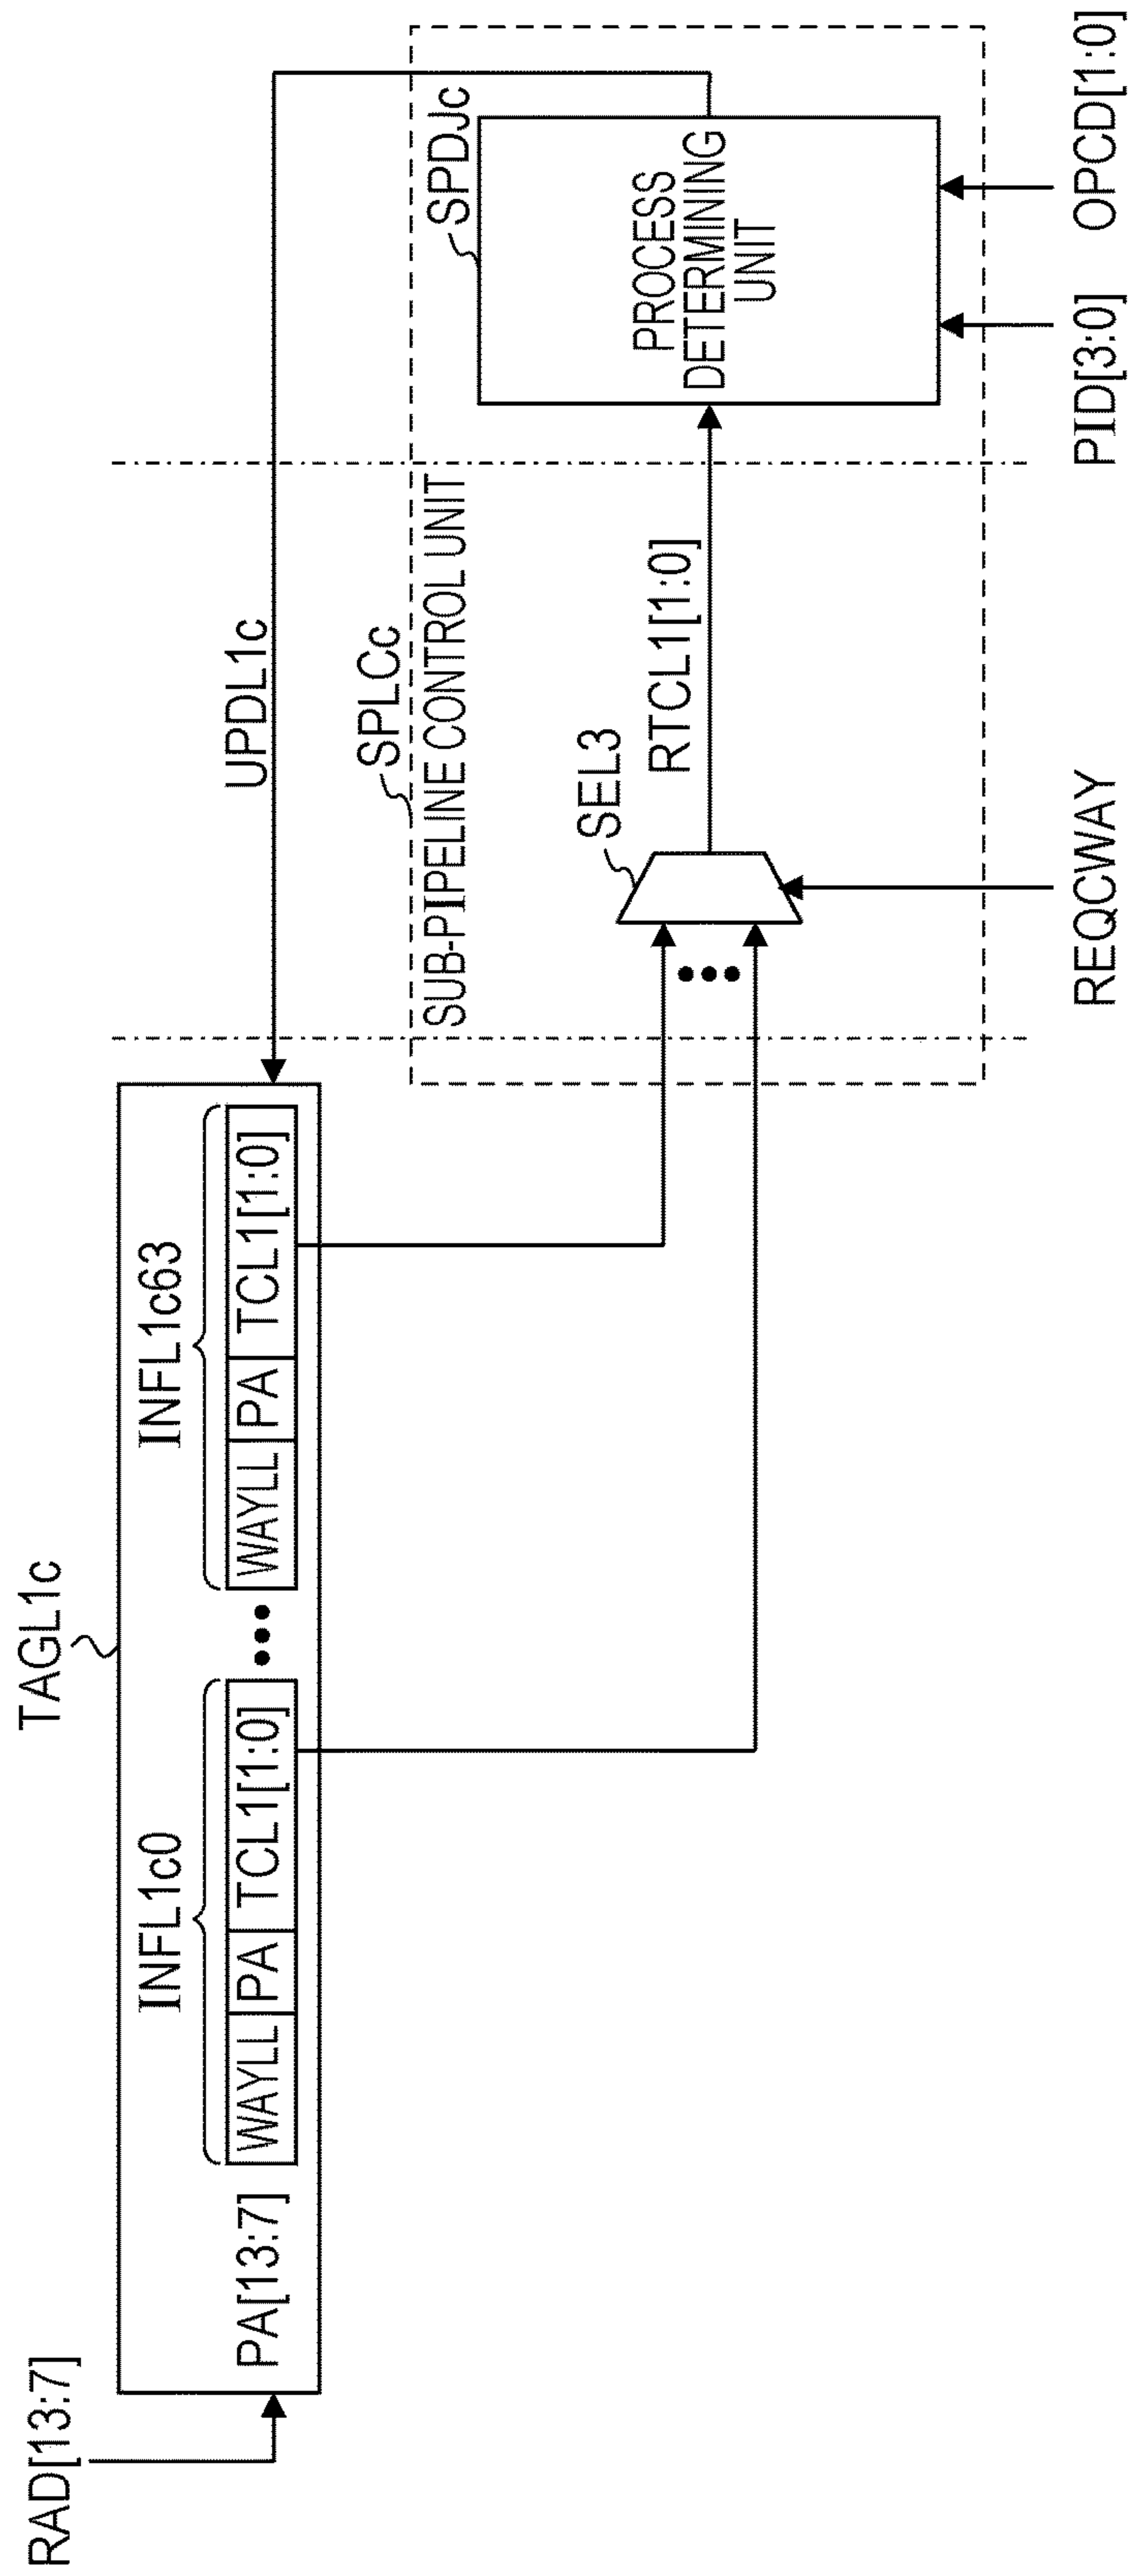 RAD[13:7]
TAGL1c
INFL1c0
INFL1c63
PA[13:7]
WAYLL
PA
TCL1[1:0]
WAYLL
PA
TCL1[1:0]
UPDL1c
SPLCc
SUB-PIPELINE CONTROL UNIT
SPDJc
SEL3
RTCL1[1:0]
PROCESS
DETERMINING
UNIT
REQCWAY
PID[3:0]
OPCD[1:0]